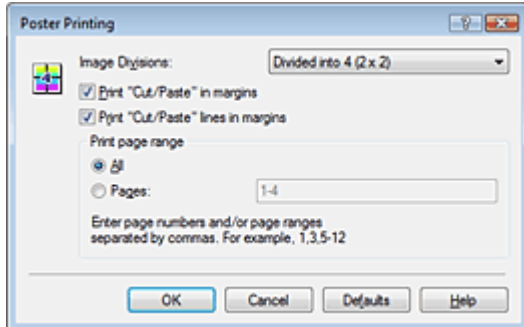 Poster Printing
Image Divisions: Divided into 4 (2 x 2)
4
Print "Cut/Paste" in margins
Print "Cut/Paste" lines in margins
Print page range
All
Pages: 1-4
Enter page numbers and/or page ranges
separated by commas. For example, 1,3,5-12
OK Cancel Defaults Help